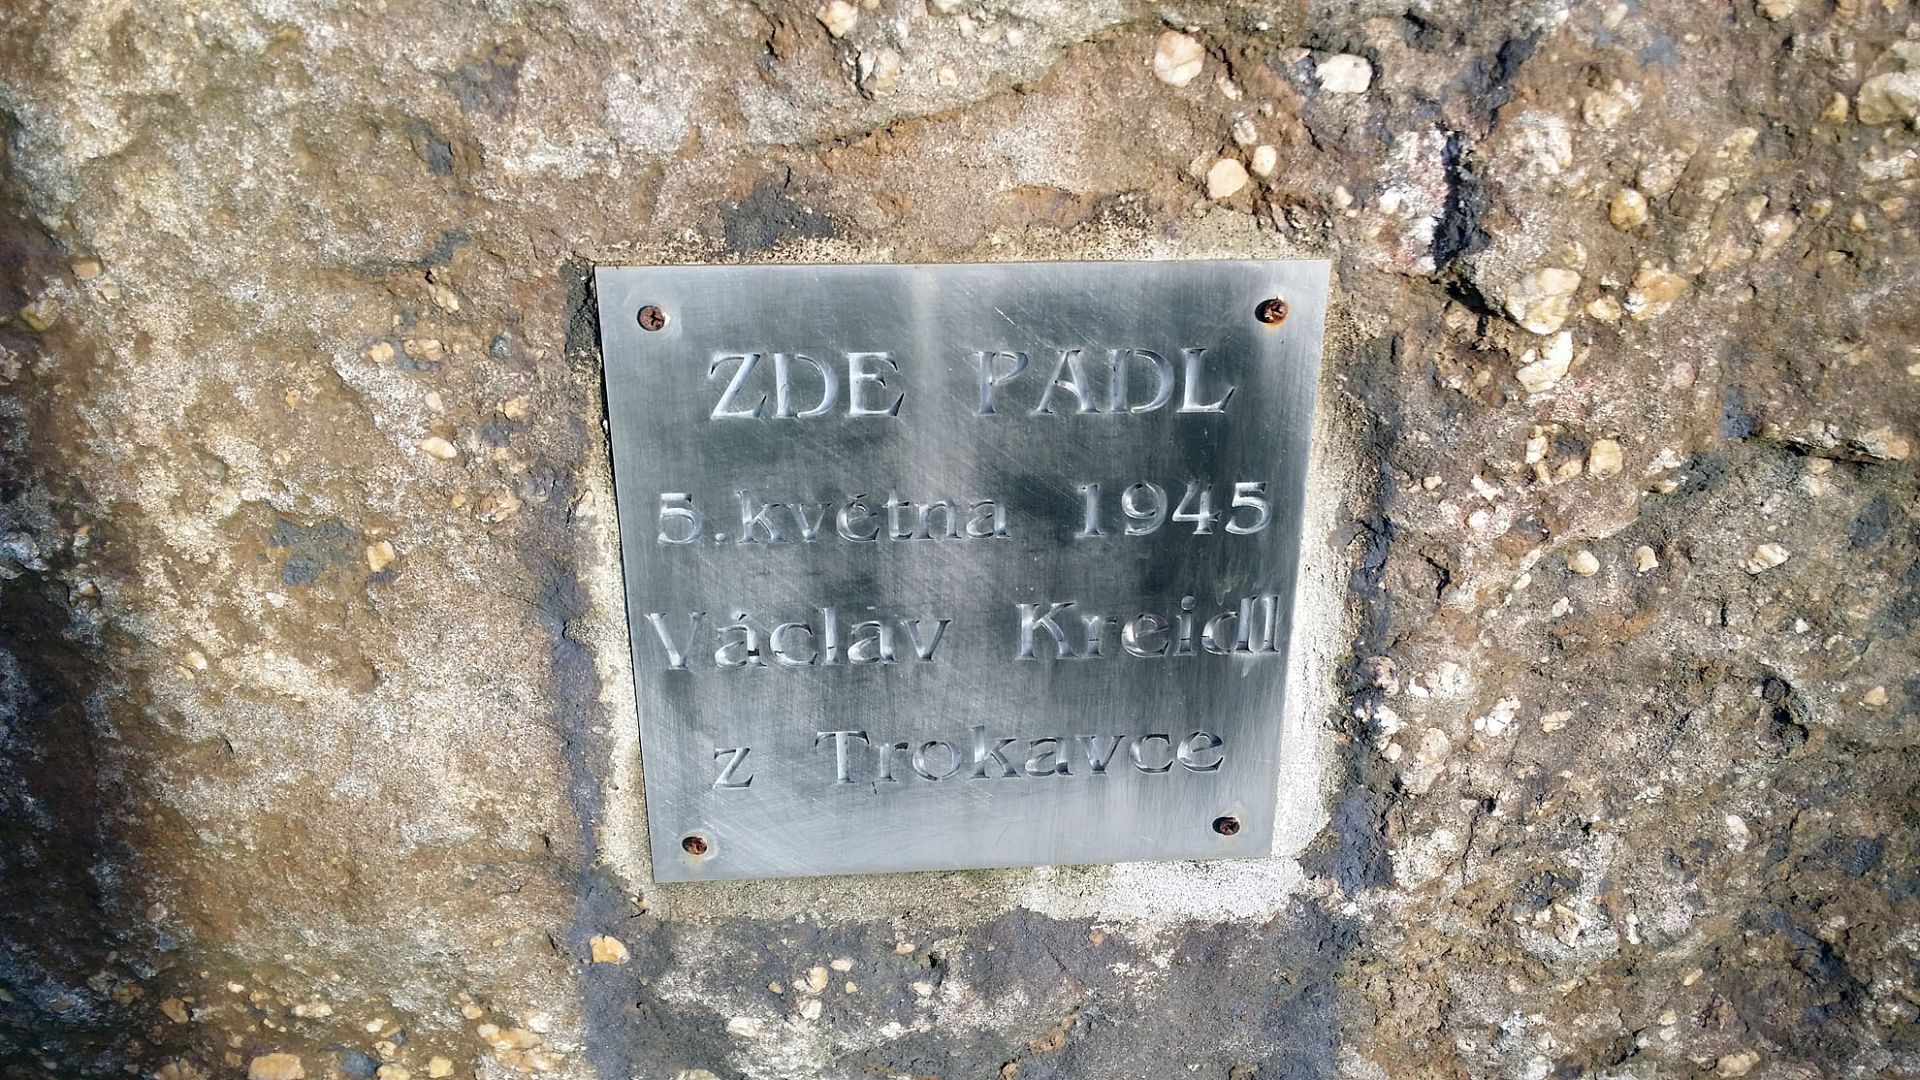 ZDE PADL
5. května 1945
Václav Kreidl
z Trokavce